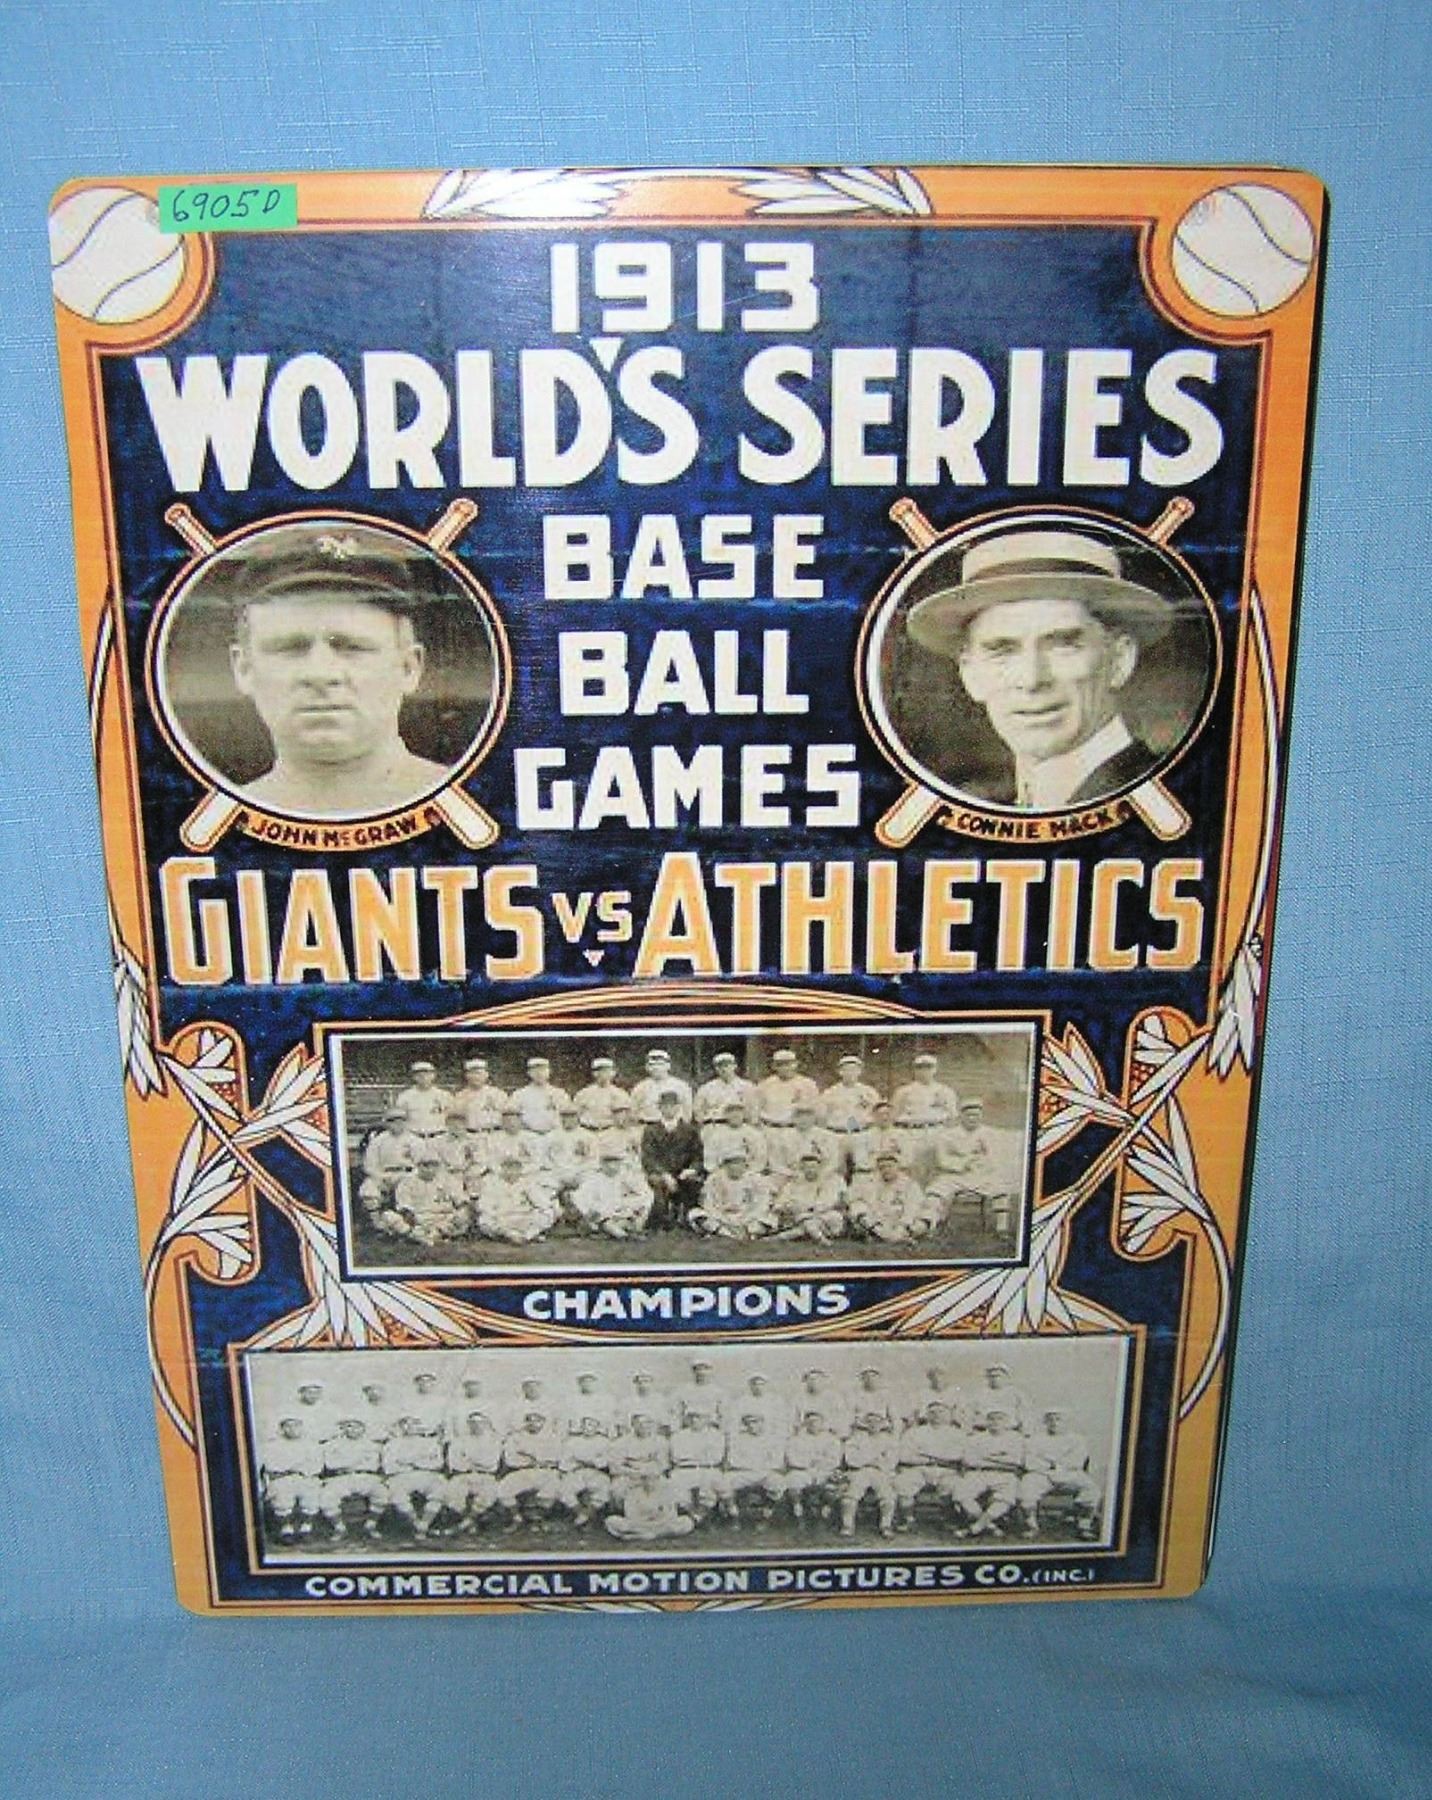 6905D
1913
WORLD'S SERIES
BASE
BALL
GAMES
JOHN McGRAW
CONNIE MACK
GIANTS VS ATHLETICS
CHAMPIONS
COMMERCIAL MOTION PICTURES CO. (INC.)